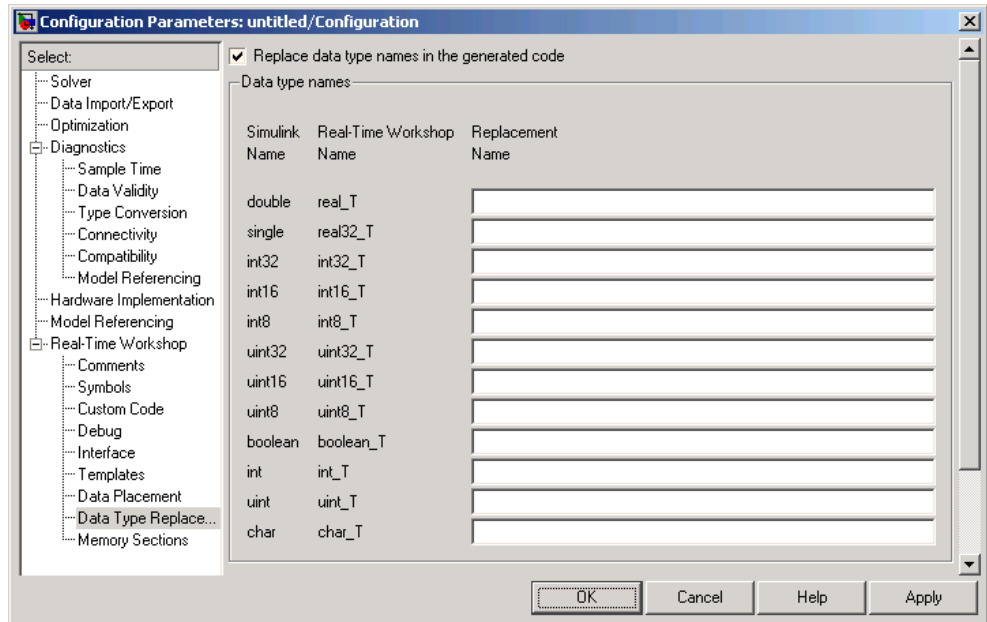 Configuration Parameters: untitled/Configuration
Select:
Solver
Data Import/Export
Optimization
Diagnostics
Sample Time
Data Validity
Type Conversion
Connectivity
Compatibility
Model Referencing
Hardware Implementation
Model Referencing
Real-Time Workshop
Comments
Symbols
Custom Code
Debug
Interface
Templates
Data Placement
Data Type Replace...
Memory Sections
Replace data type names in the generated code
Data type names
Simulink Name Real-Time Workshop Name Replacement Name
double real_T
single real32_T
int32 int32_T
int16 int16_T
int8 int8_T
uint32 uint32_T
uint16 uint16_T
uint8 uint8_T
boolean boolean_T
int int_T
uint uint_T
char char_T
OK Cancel Help Apply